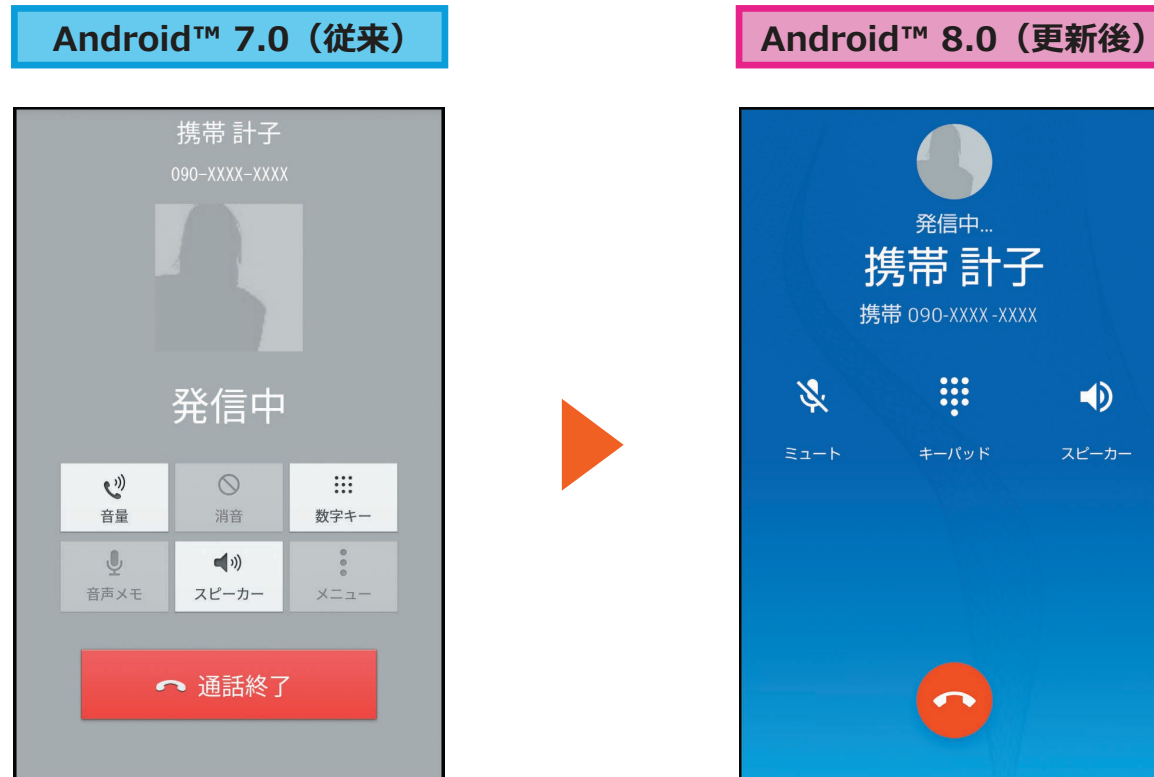 Android™ 7.0（従来）
Android™ 8.0（更新後）
携帯 計子
090-XXXX-XXXX
発信中
音量
消音
数字キー
音声メモ
スピーカー
メニュー
通話終了
発信中...
携帯 計子
携帯 090-XXXX-XXXX
ミュート
キーパッド
スピーカー